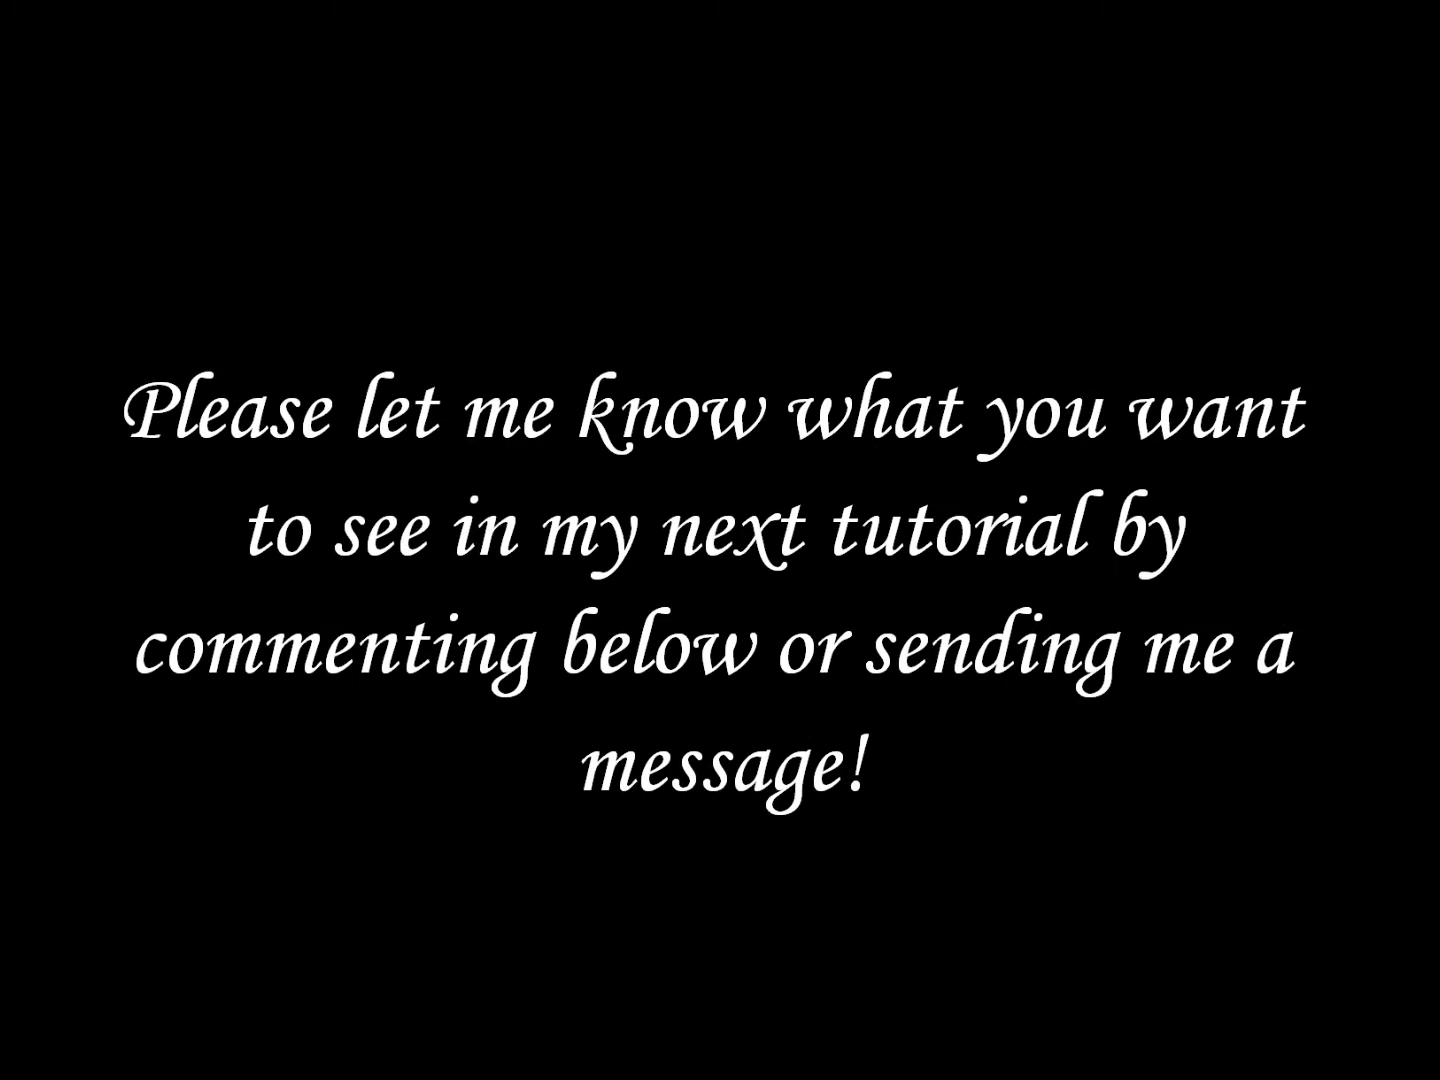 Please let me know what you want
to see in my next tutorial by
commenting below or sending me a
message!